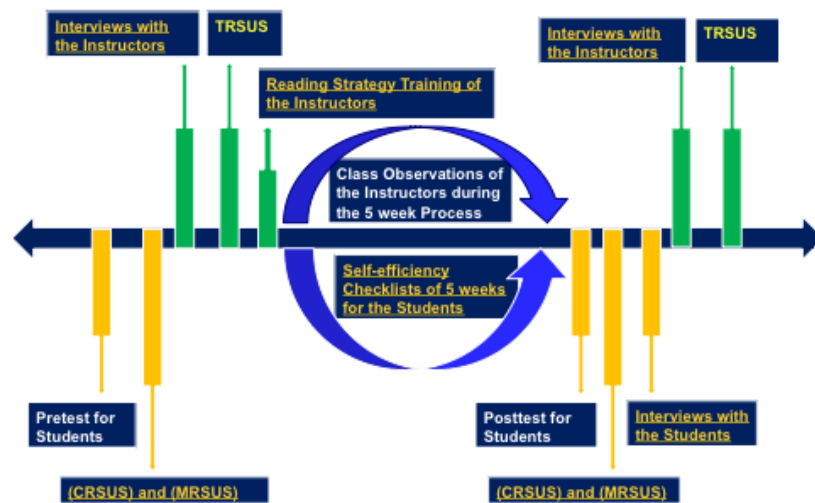 Interviews with
the Instructors
TRSUS
Interviews with
the Instructors
TRSUS
Reading Strategy Training of
the Instructors
Class Observations of
the Instructors during
the 5 week Process
Self-efficiency
Checklists of 5 weeks
for the Students
Pretest for
Students
Posttest for
Students
Interviews with
the Students
(CRSUS) and (MRSUS)
(CRSUS) and (MRSUS)